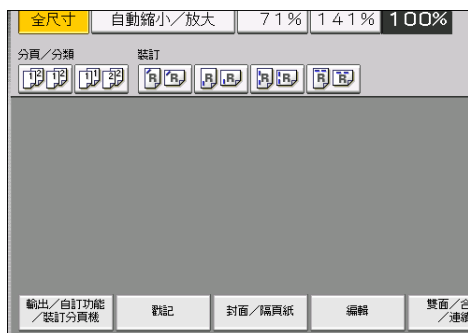 全尺寸 自動縮小／放大 71% 141% 100%
分頁／分類 裝訂
輸出／自訂功能
／裝訂分頁機
戳記
封面／隔頁紙
編輯
雙面／合
／連續